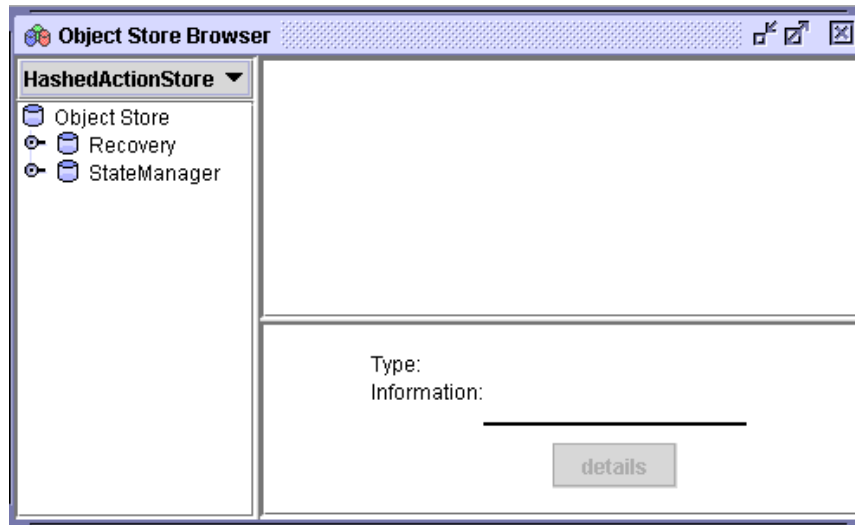 Object Store Browser
HashedActionStore
Object Store
Recovery
StateManager
Type:
Information:
details